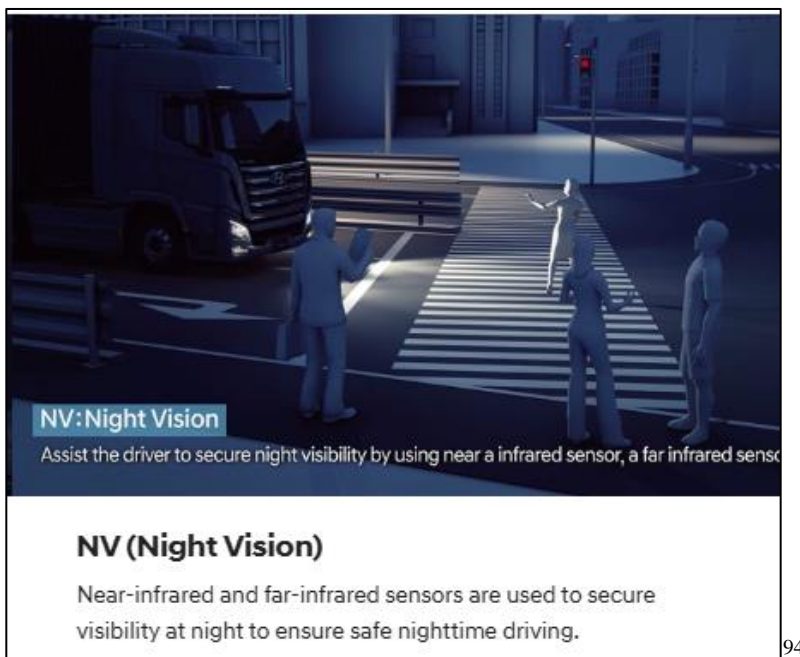 NV:Night Vision
Assist the driver to secure night visibility by using near a infrared sensor, a far infrared
NV (Night Vision)
Near-infrared and far-infrared sensors are used to secure
visibility at night to ensure safe nighttime driving.
94